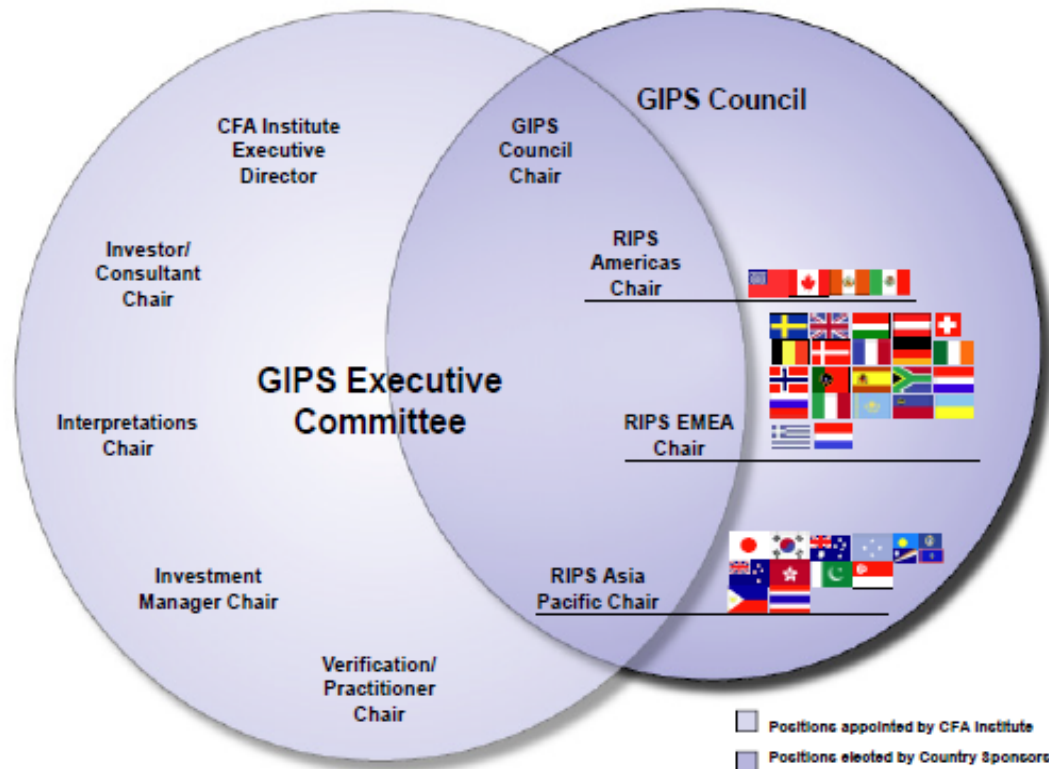 GIPS Council
CFA Institute
Executive
Director
GIPS
Council
Chair
Investor/
Consultant
Chair
RIPS
Americas
Chair
GIPS Executive
Committee
Interpretations
Chair
RIPS EMEA
Chair
Investment
Manager Chair
RIPS Asia
Pacific Chair
Verification/
Practitioner
Chair
Positions appointed by CFA Institute
Positions elected by Country Sponsors